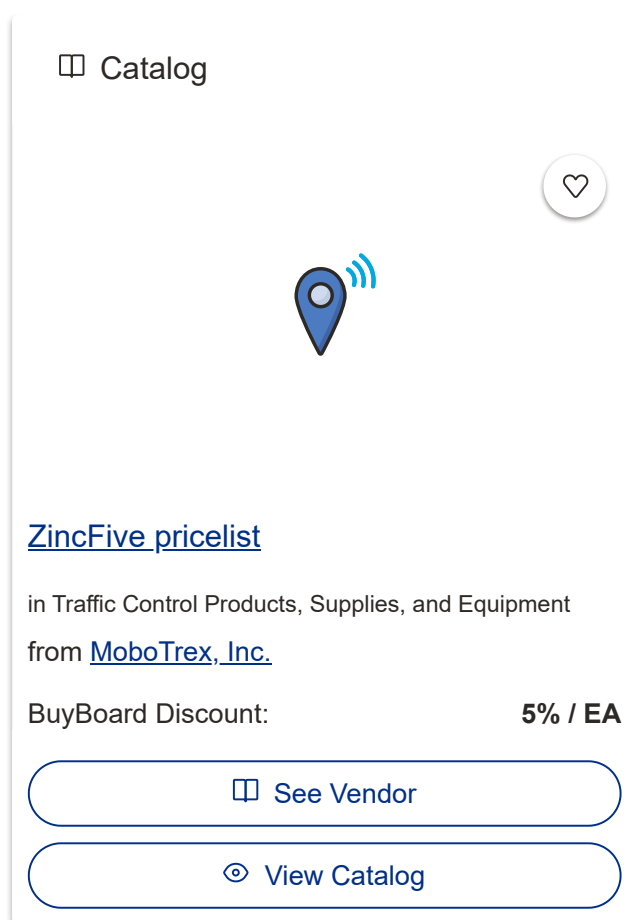 Catalog
ZincFive pricelist
in Traffic Control Products, Supplies, and Equipment
from MoboTrex, Inc.
BuyBoard Discount: 5% / EA
See Vendor
View Catalog